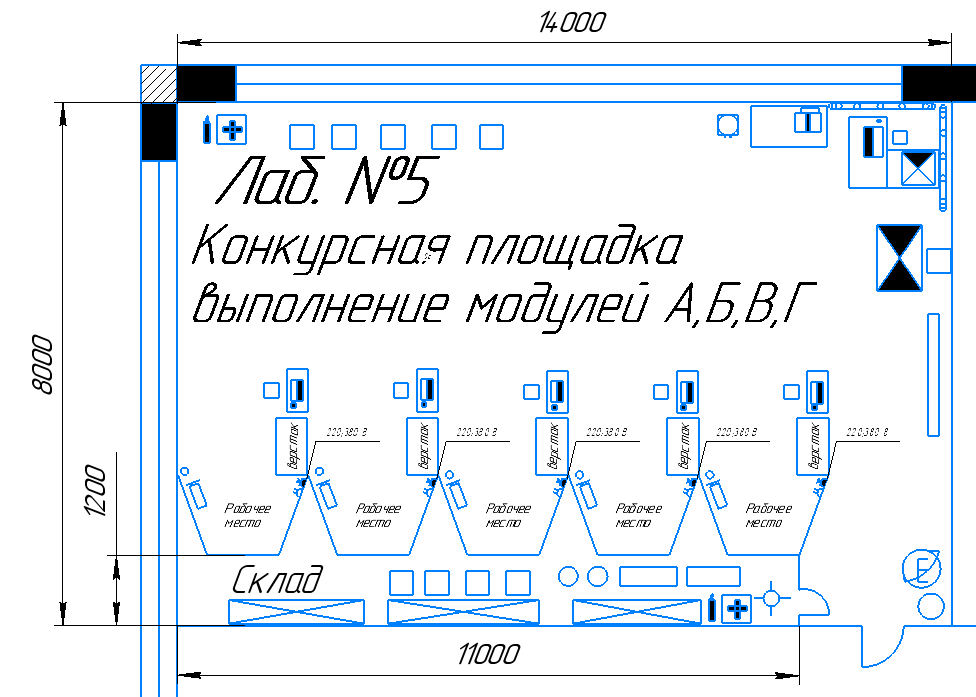 14000
Лаб. №5
Конкурсная площадка
выполнение модулей А,Б,В,Г
8000
верстак
220;380 В
верстак
220;380 В
верстак
220;380 В
верстак
220;380 В
верстак
220;380 В
1200
Рабочее
место
Рабочее
место
Рабочее
место
Рабочее
место
Рабочее
место
Склад
Е
11000